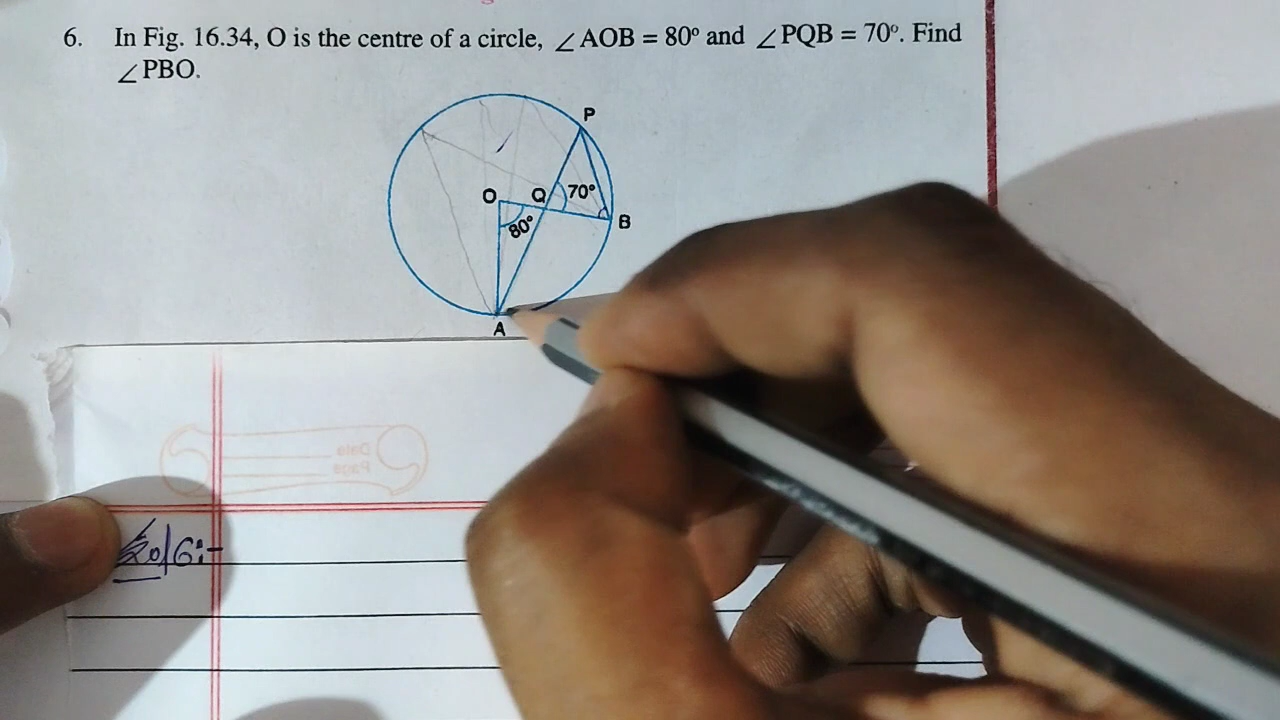 6. In Fig. 16.34, O is the centre of a circle, ∠AOB = 80° and ∠PQB = 70°. Find
∠PBO.
P
O Q 70°
B
80°
A
Sol6:-